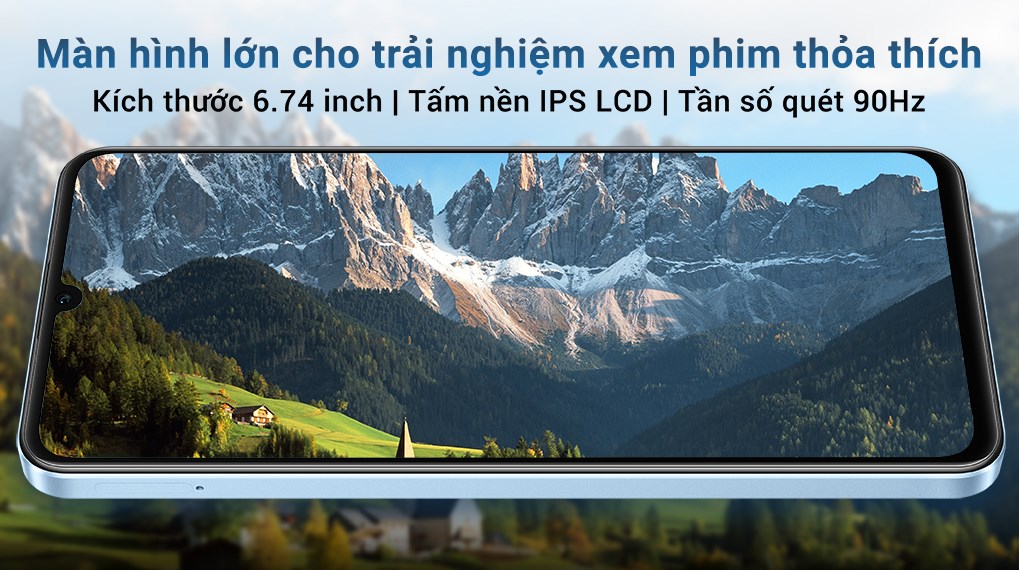 Màn hình lớn cho trải nghiệm xem phim thỏa thích
Kích thước 6.74 inch | Tấm nền IPS LCD | Tần số quét 90Hz